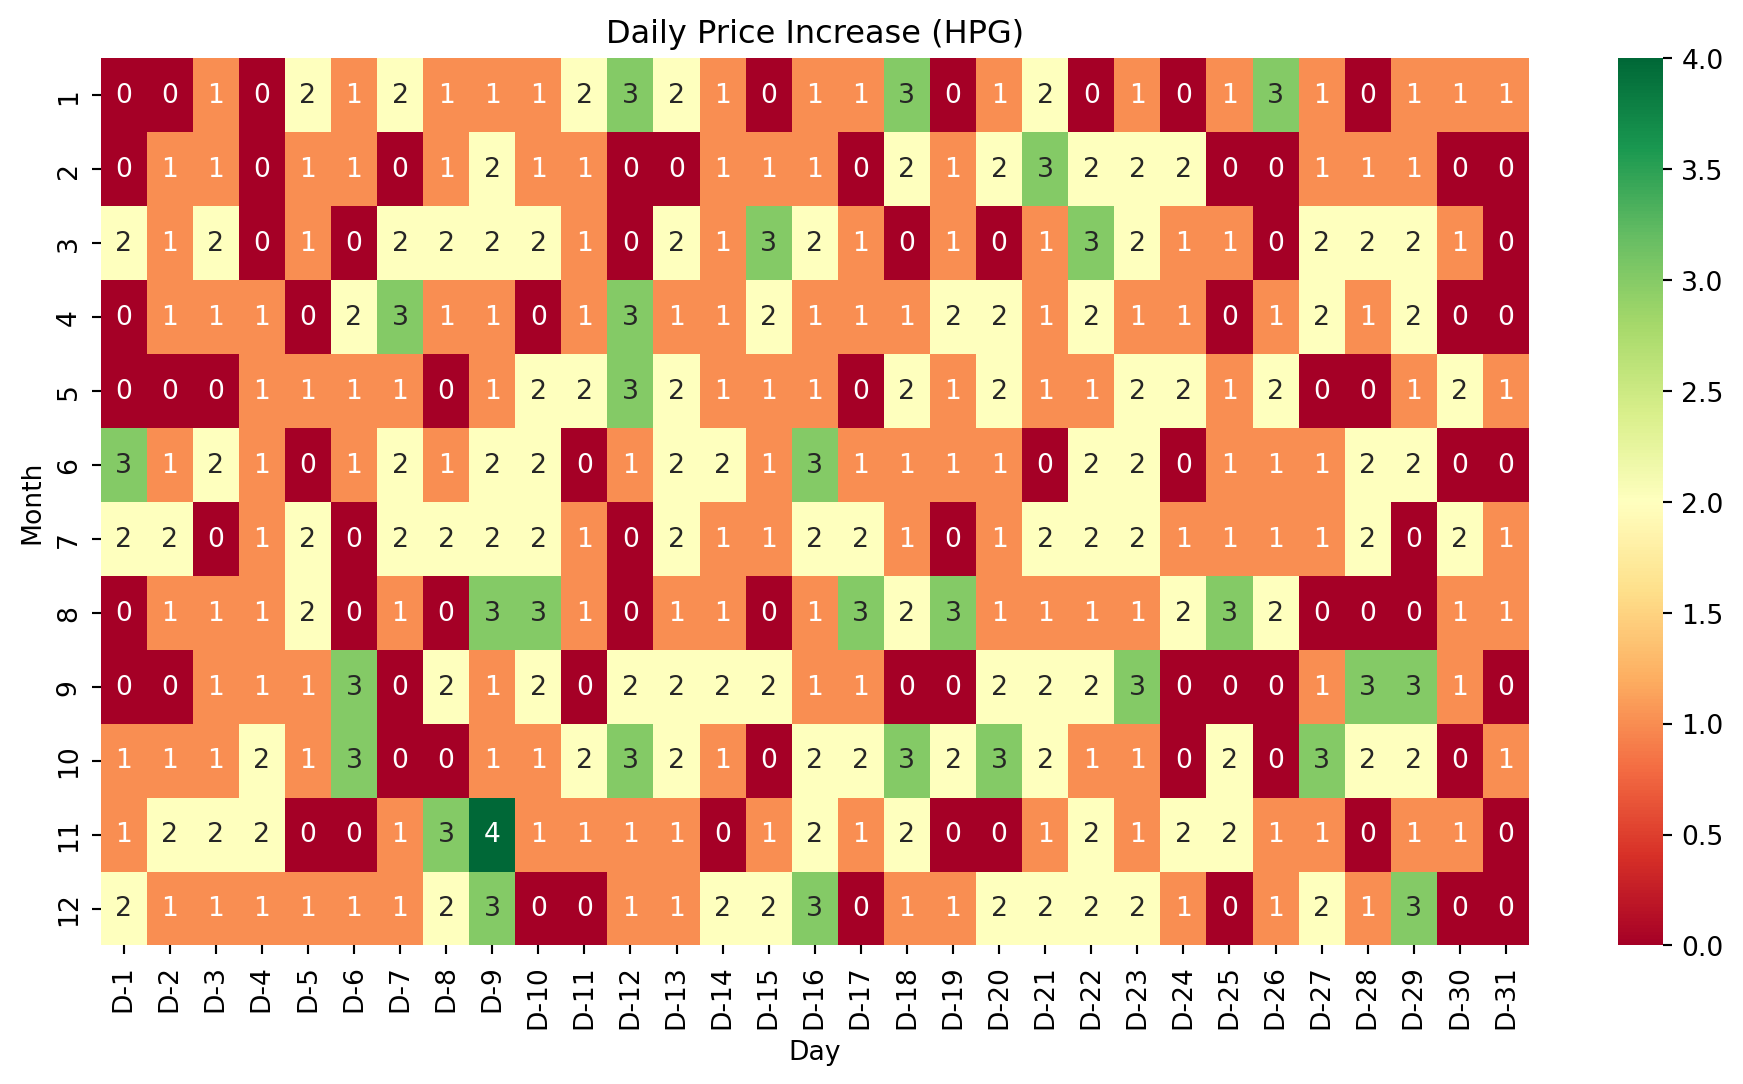 Daily Price Increase (HPG)
1 0 0 1 0 2 1 2 1 1 1 2 3 2 1 0 1 1 3 0 1 2 0 1 0 1 3 1 0 1 1 1
2 0 1 1 0 1 1 0 1 2 1 1 0 0 1 1 1 0 2 1 2 3 2 2 2 0 0 1 1 1 0 0
3 2 1 2 0 1 0 2 2 2 2 1 0 2 1 3 2 1 0 1 0 1 3 2 1 1 0 2 2 2 1 0
4 0 1 1 1 0 2 3 1 1 0 1 3 1 1 2 1 1 1 2 2 1 2 1 1 0 1 2 1 2 0 0
5 0 0 0 1 1 1 1 0 1 2 2 3 2 1 1 1 0 2 1 2 1 1 2 2 1 2 0 0 1 2 1
6 3 1 2 1 0 1 2 1 2 2 0 1 2 2 1 3 1 1 1 1 0 2 2 0 1 1 1 2 2 0 0
7 2 2 0 1 2 0 2 2 2 2 1 0 2 1 1 2 2 1 0 1 2 2 2 1 1 1 1 2 0 2 1
8 0 1 1 1 2 0 1 0 3 3 1 0 1 1 0 1 3 2 3 1 1 1 1 2 3 2 0 0 0 1 1
9 0 0 1 1 1 3 0 2 1 2 0 2 2 2 2 1 1 0 0 2 2 2 3 0 0 0 1 3 3 1 0
10 1 1 1 2 1 3 0 0 1 1 2 3 2 1 0 2 2 3 2 3 2 1 1 0 2 0 3 2 2 0 1
11 1 2 2 2 0 0 1 3 4 1 1 1 1 0 1 2 1 2 0 0 1 2 1 2 2 1 1 0 1 1 0
12 2 1 1 1 1 1 1 2 3 0 0 1 1 2 2 3 0 1 1 2 2 2 2 1 0 1 2 1 3 0 0
Month
D-1 D-2 D-3 D-4 D-5 D-6 D-7 D-8 D-9 D-10 D-11 D-12 D-13 D-14 D-15 D-16 D-17 D-18 D-19 D-20 D-21 D-22 D-23 D-24 D-25 D-26 D-27 D-28 D-29 D-30 D-31
Day
4.0
3.5
3.0
2.5
2.0
1.5
1.0
0.5
0.0